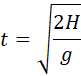 t = √(2H/g)